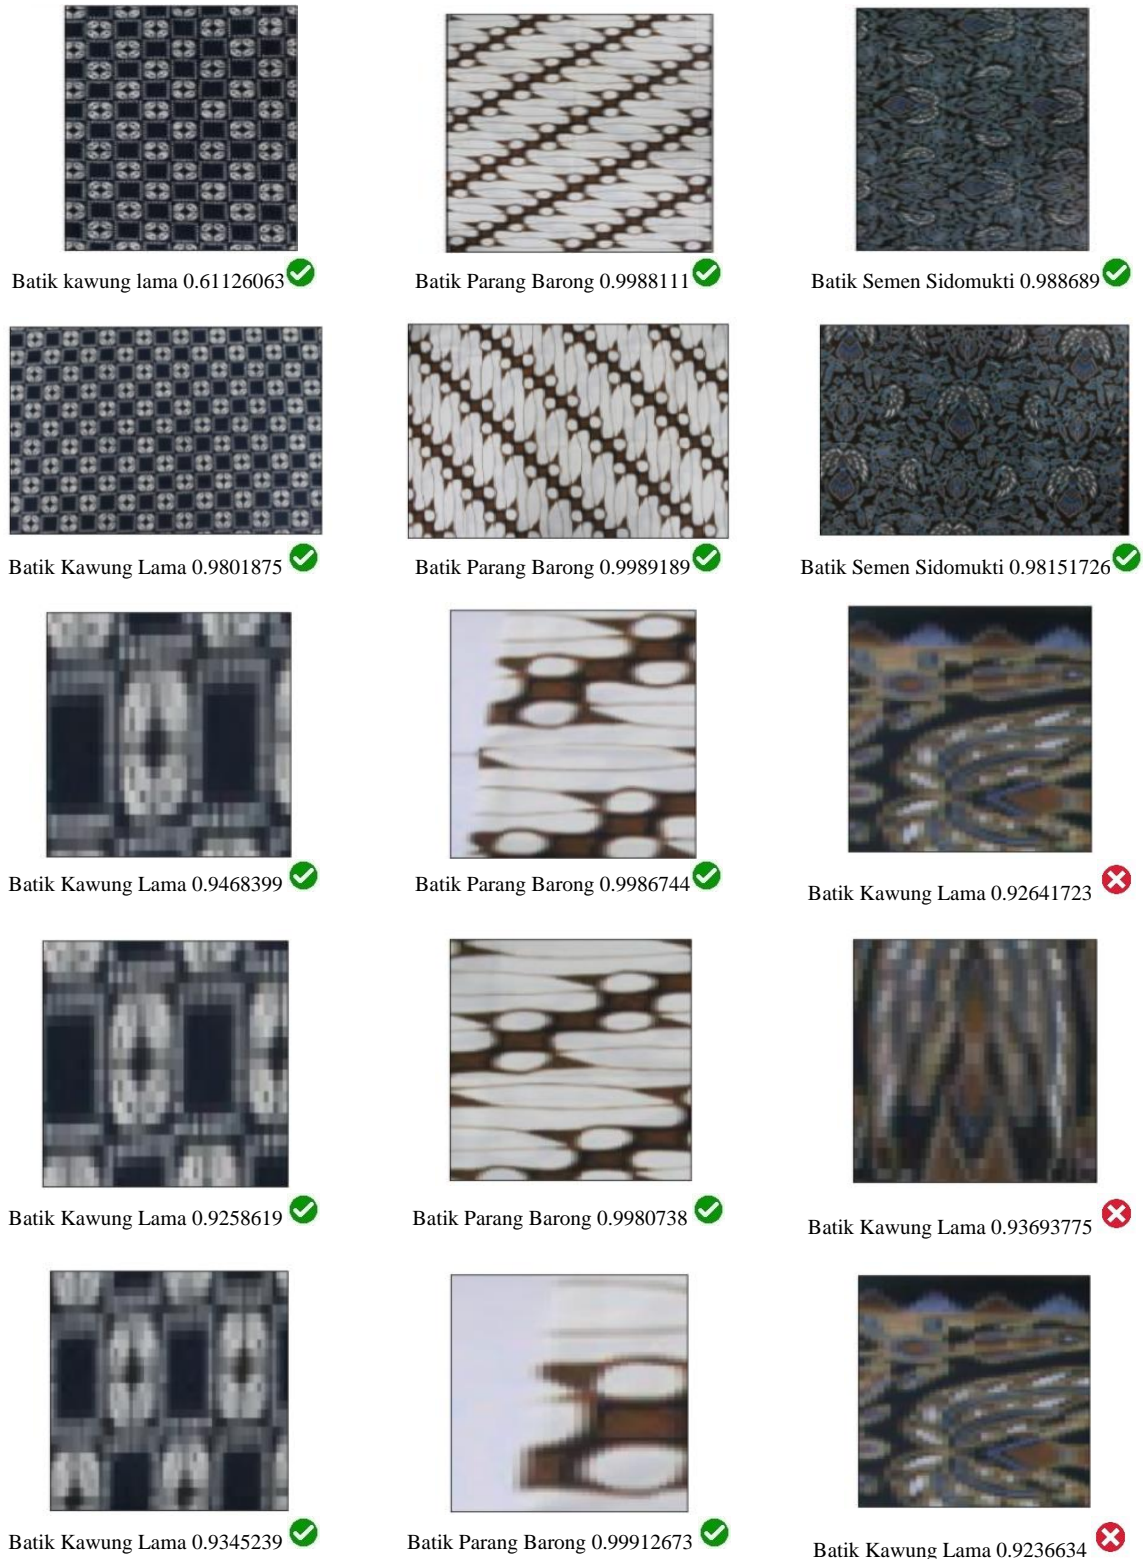 Batik kawung lama 0.61126063
Batik Parang Barong 0.9988111
Batik Semen Sidomukti 0.988689
Batik Kawung Lama 0.9801875
Batik Parang Barong 0.9989189
Batik Semen Sidomukti 0.98151726
Batik Kawung Lama 0.9468399
Batik Parang Barong 0.9986744
Batik Kawung Lama 0.92641723
Batik Kawung Lama 0.9258619
Batik Parang Barong 0.9980738
Batik Kawung Lama 0.93693775
Batik Kawung Lama 0.9345239
Batik Parang Barong 0.99912673
Batik Kawung Lama 0.9236634